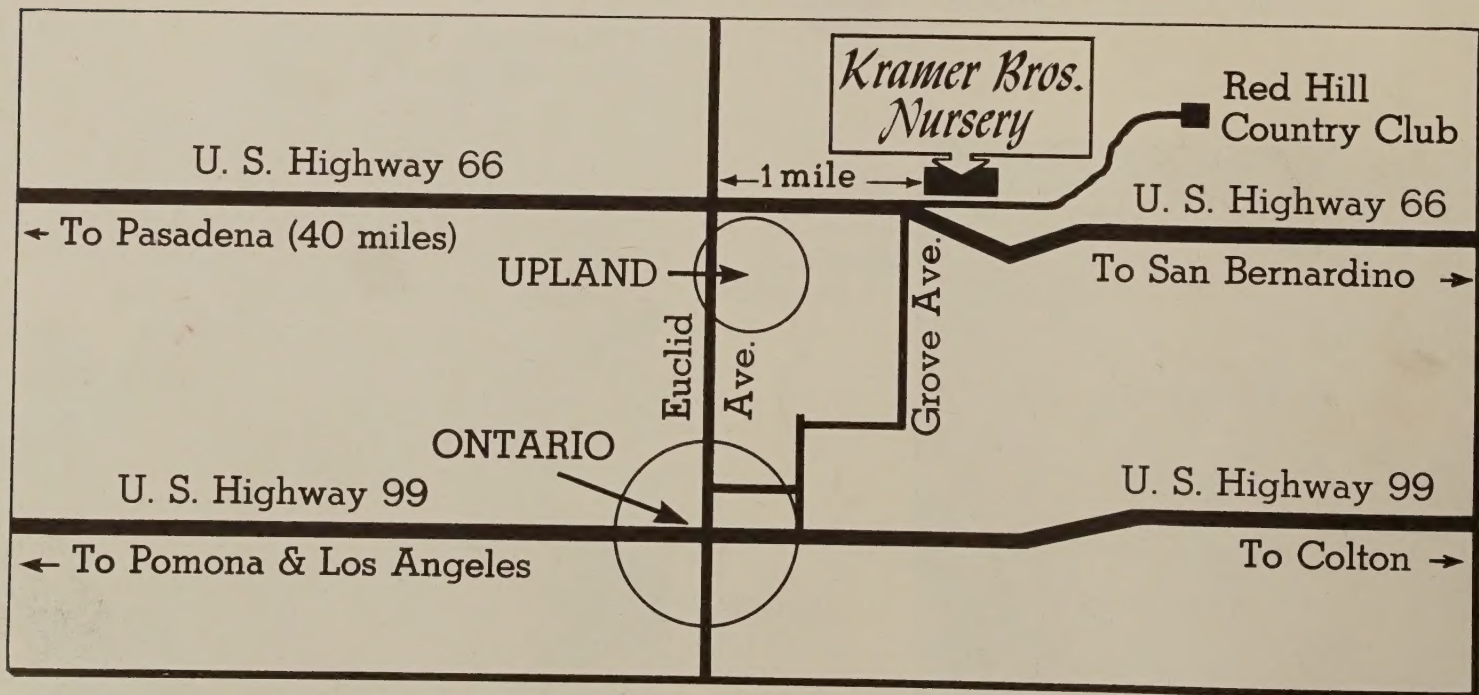 Kramer Bros.
Nursery
Red Hill
Country Club
U. S. Highway 66
←1 mile→
U. S. Highway 66
← To Pasadena (40 miles)
UPLAND
To San Bernardino →
Euclid
Ave.
Grove Ave.
ONTARIO
U. S. Highway 99
U. S. Highway 99
← To Pomona & Los Angeles
To Colton →